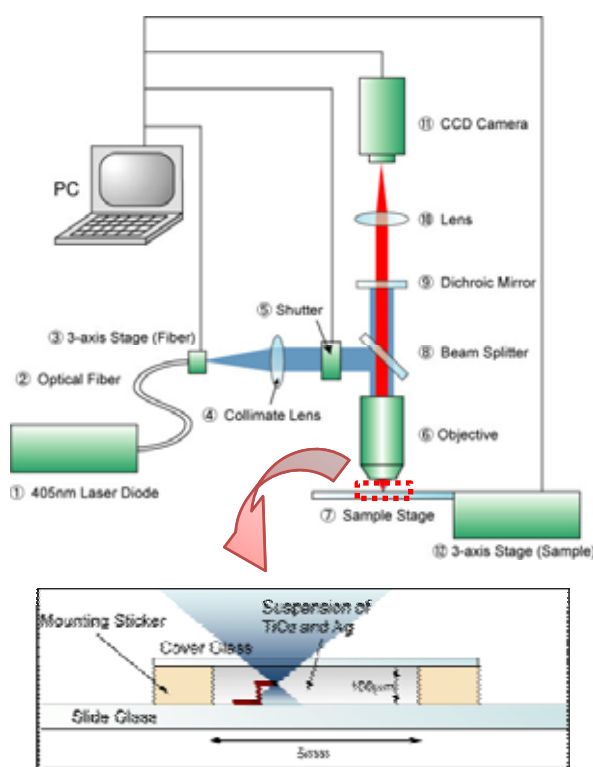 ⑪ CCD Camera
PC
⑩ Lens
⑨ Dichroic Mirror
⑤ Shutter
③ 3-axis Stage (Fiber)
⑧ Beam Splitter
② Optical Fiber
④ Collimate Lens
⑥ Objective
① 405nm Laser Diode
⑦ Sample Stage
⑫ 3-axis Stage (Sample)
Suspension of
TiO2 and Ag
Mounting Sticker
Cover Glass
100μm
Slide Glass